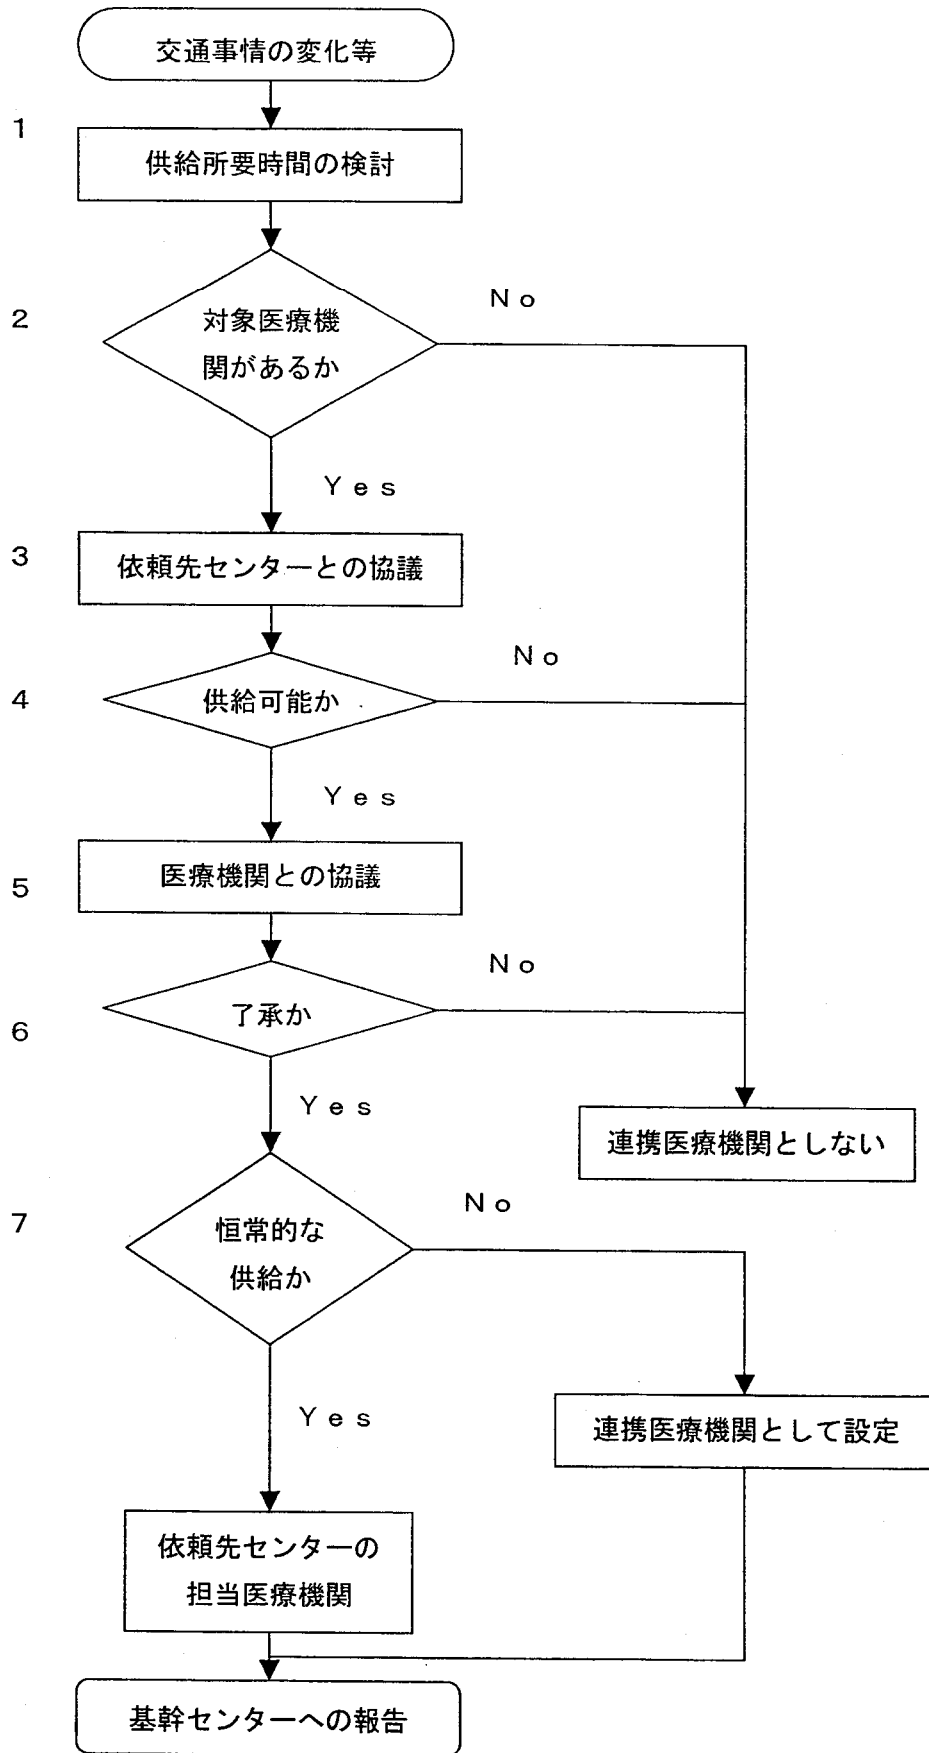 交通事情の変化等
1
供給所要時間の検討
2
対象医療機
関があるか
No
Yes
3
依頼先センターとの協議
4
供給可能か
No
Yes
5
医療機関との協議
6
了承か
No
Yes
連携医療機関としない
7
恒常的な
供給か
No
Yes
連携医療機関として設定
依頼先センターの
担当医療機関
基幹センターへの報告